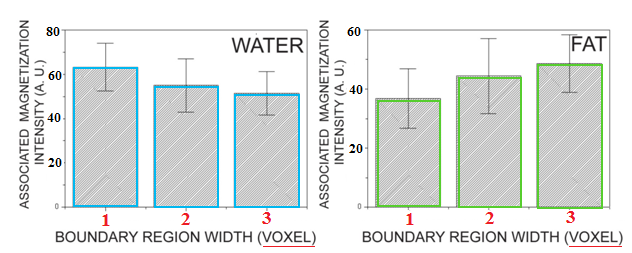 WATER
ASSOCIATED MAGNETIZATION
INTENSITY (A. U.)
80
60
40
20
0
1 2 3
BOUNDARY REGION WIDTH (VOXEL)
FAT
ASSOCIATED MAGNETIZATION
INTENSITY (A. U.)
60
40
20
0
1 2 3
BOUNDARY REGION WIDTH (VOXEL)